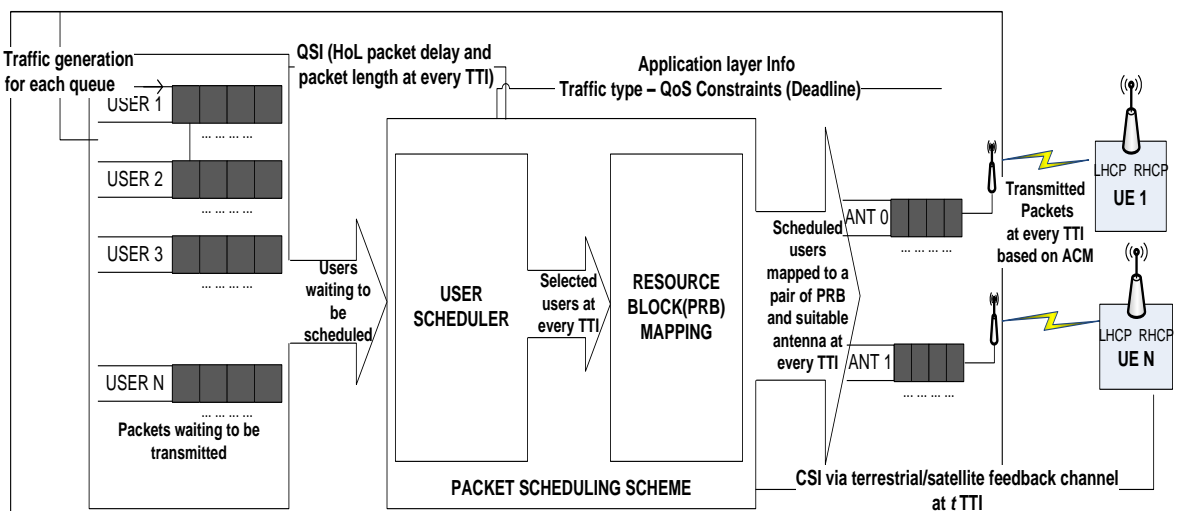 Traffic generation
for each queue
QSI (HoL packet delay and
packet length at every TTI)
Application layer Info
Traffic type – QoS Constraints (Deadline)
USER 1
... ... ... ...
USER 2
... ... ... ...
USER 3
... ... ... ...
USER N
... ... ... ...
Packets waiting to be
transmitted
Users
waiting to
be
scheduled
USER
SCHEDULER
Selected
users at
every TTI
RESOURCE
BLOCK(PRB)
MAPPING
PACKET SCHEDULING SCHEME
Scheduled
users
mapped to a
pair of PRB
and suitable
antenna at
every TTI
ANT 0
... ... ... ...
ANT 1
... ... ... ...
Transmitted
Packets
at every TTI
based on ACM
LHCP RHCP
UE 1
LHCP RHCP
UE N
CSI via terrestrial/satellite feedback channel
at t TTI